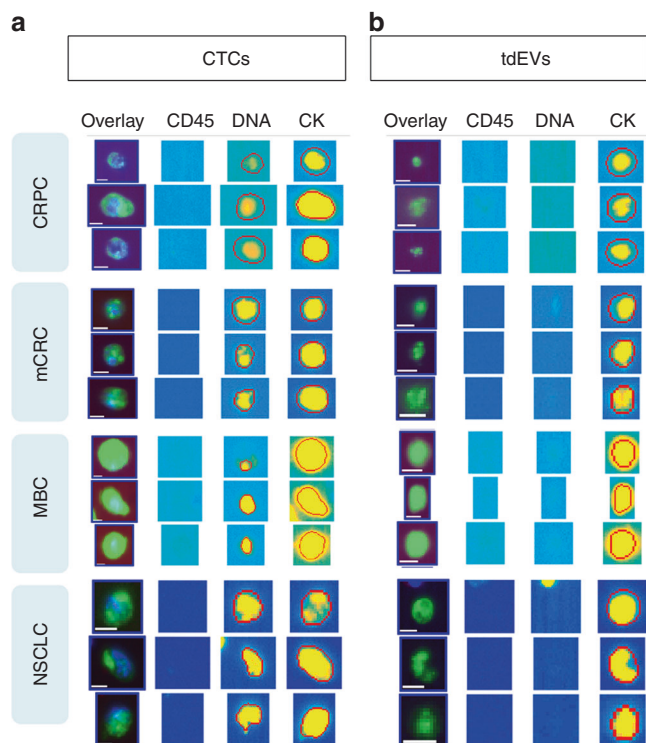 a
b
CTCs
tdEVs
Overlay CD45 DNA CK
Overlay CD45 DNA CK
CRPC
mCRC
MBC
NSCLC